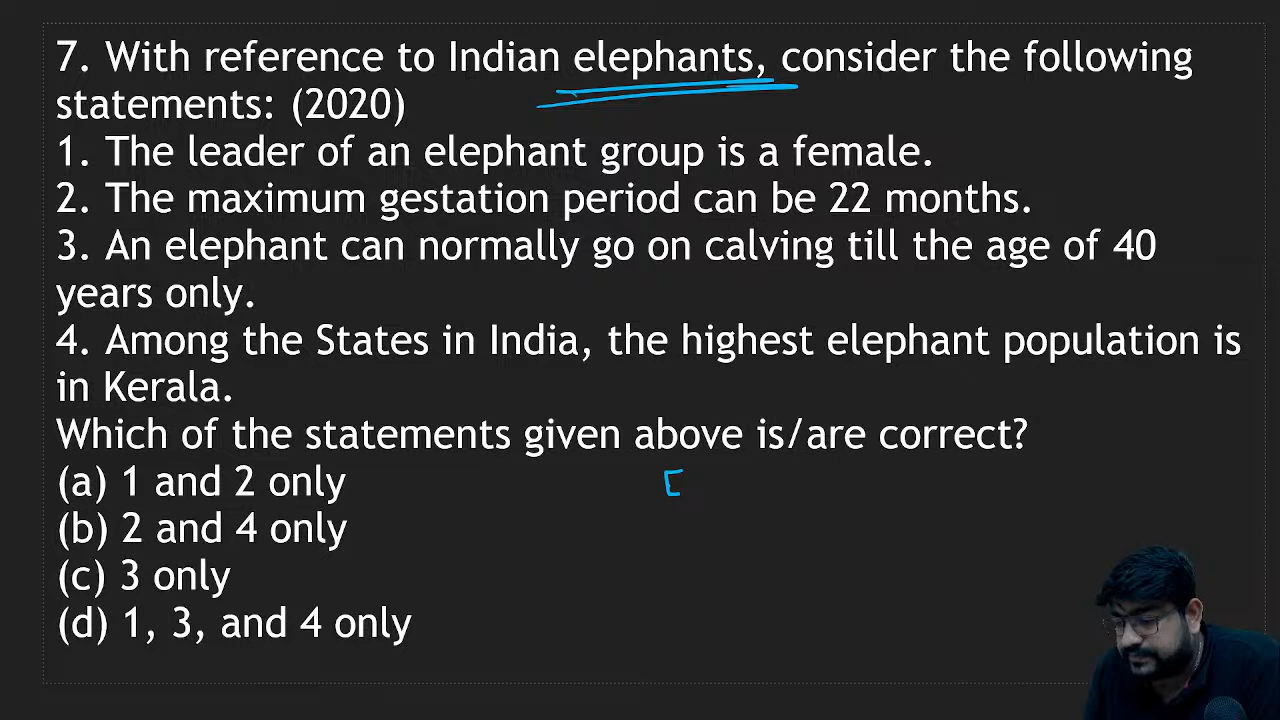 7. With reference to Indian elephants, consider the following
statements: (2020)
1. The leader of an elephant group is a female.
2. The maximum gestation period can be 22 months.
3. An elephant can normally go on calving till the age of 40
years only.
4. Among the States in India, the highest elephant population is
in Kerala.
Which of the statements given above is/are correct?
(a) 1 and 2 only
(b) 2 and 4 only
(c) 3 only
(d) 1, 3, and 4 only